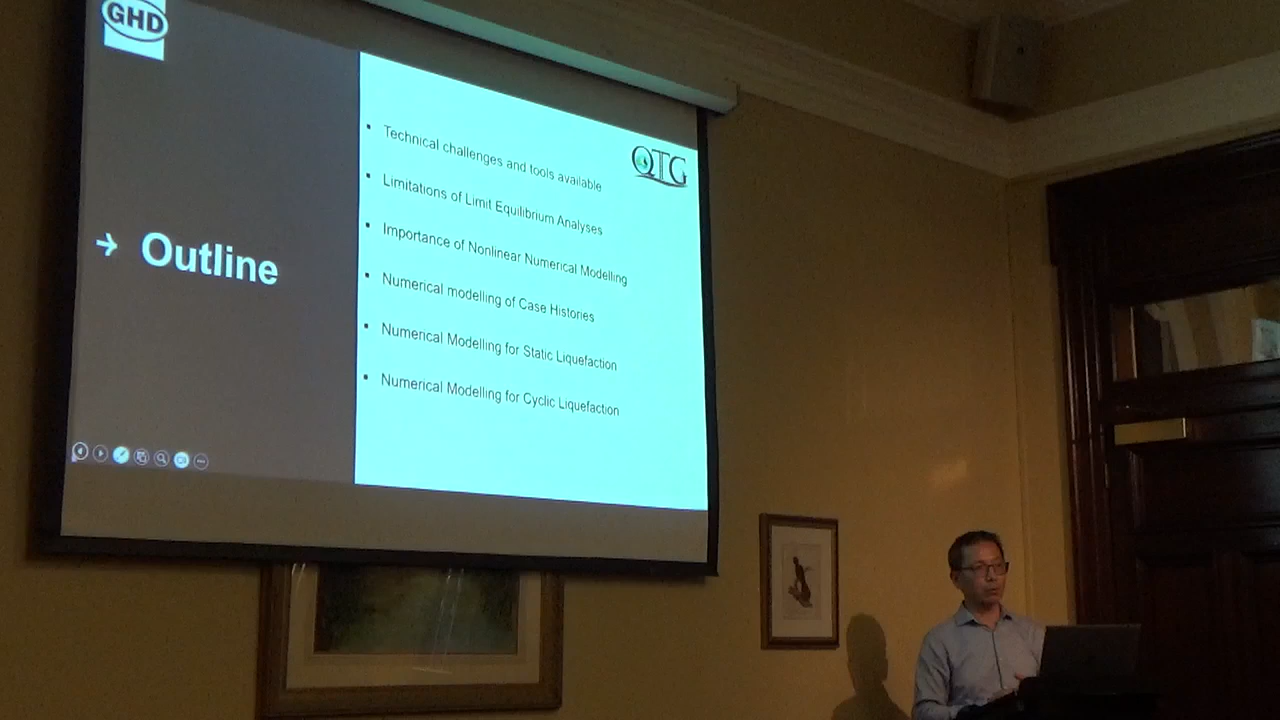 GHD
QTG
→ Outline
• Technical challenges and tools available
• Limitations of Limit Equilibrium Analyses
• Importance of Nonlinear Numerical Modelling
• Numerical modelling of Case Histories
• Numerical Modelling for Static Liquefaction
• Numerical Modelling for Cyclic Liquefaction